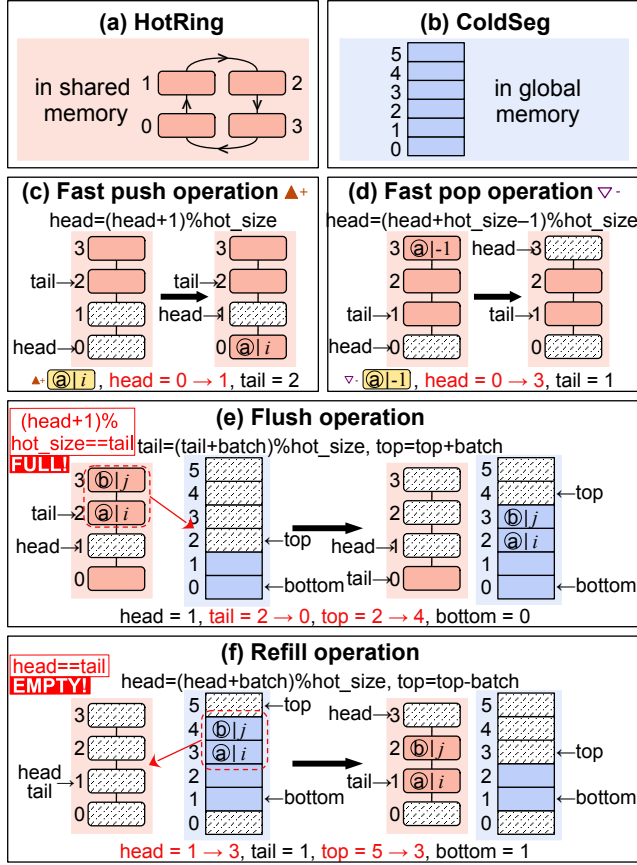 (a) HotRing
in shared
memory
1
2
0
3
(b) ColdSeg
5
4
3
2
1
0
in global
memory
(c) Fast push operation ▲+
head=(head+1)%hot_size
3
tail→2
1
head→0
3
tail→2
head→1
0 ⓐ|i
▲+ ⓐ|i , head = 0 → 1, tail = 2
(d) Fast pop operation ▽-
head=(head+hot_size–1)%hot_size
3 ⓐ|-1
2
tail→1
0
head→3
2
tail→1
0
▽- ⓐ|-1 , head = 0 → 3, tail = 1
(e) Flush operation
(head+1)%
hot_size==tail
FULL!
tail=(tail+batch)%hot_size, top=top+batch
3 ⓑ|j
tail→2 ⓐ|i
head→1
0
5
4
3
2 ←top
1
0 ←bottom
3
2
head→1
tail→0
5
4 ←top
3 ⓑ|j
2 ⓐ|i
1
0 ←bottom
head = 1, tail = 2 → 0, top = 2 → 4, bottom = 0
(f) Refill operation
head==tail
EMPTY!
head=(head+batch)%hot_size, top=top-batch
3
2
head
tail→1
0
5 ←top
4 ⓑ|j
3 ⓐ|i
2
1 ←bottom
0
head→3
2 ⓑ|j
tail→1 ⓐ|i
0
5
4
3 ←top
2
1 ←bottom
0
head = 1 → 3, tail = 1, top = 5 → 3, bottom = 1